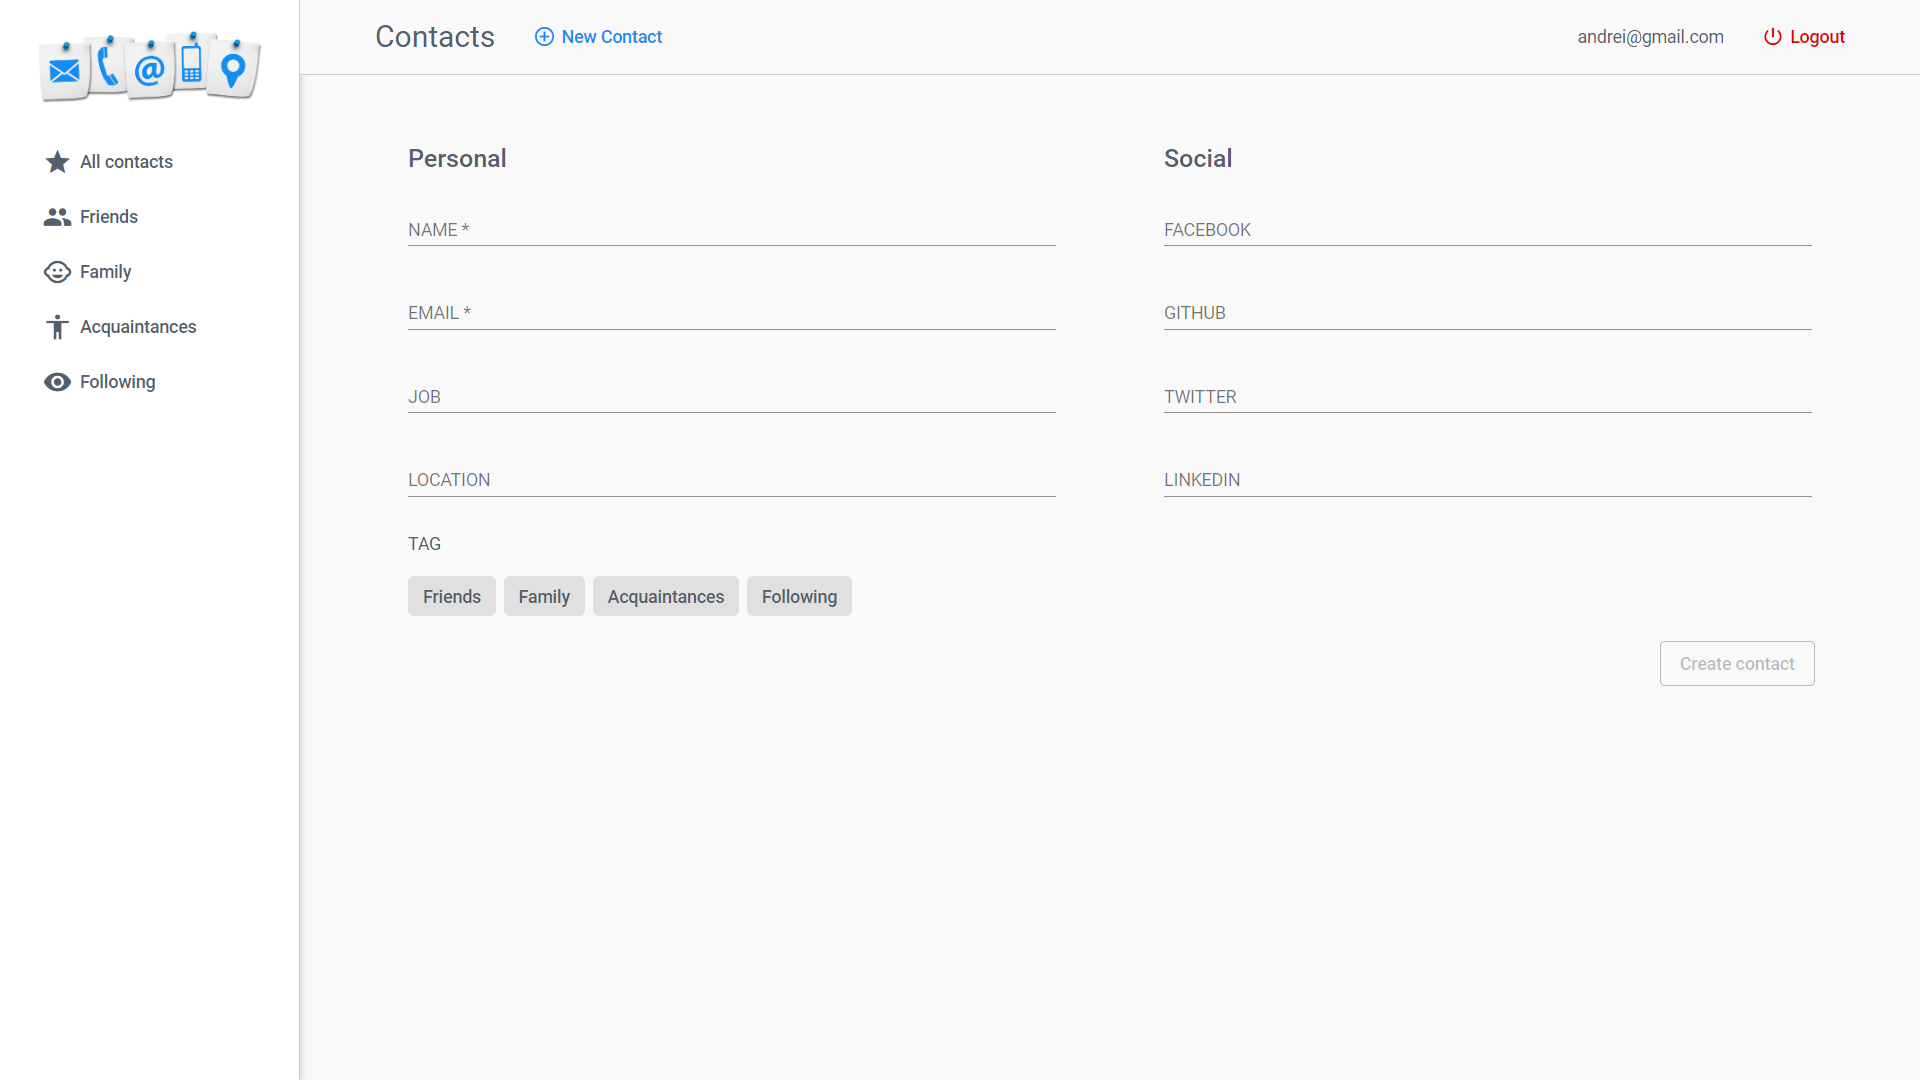 Contacts
New Contact
andrei@gmail.com
Logout
@
All contacts
Friends
Family
Acquaintances
Following
Personal
NAME *
EMAIL *
JOB
LOCATION
TAG
Friends
Family
Acquaintances
Following
Social
FACEBOOK
GITHUB
TWITTER
LINKEDIN
Create contact